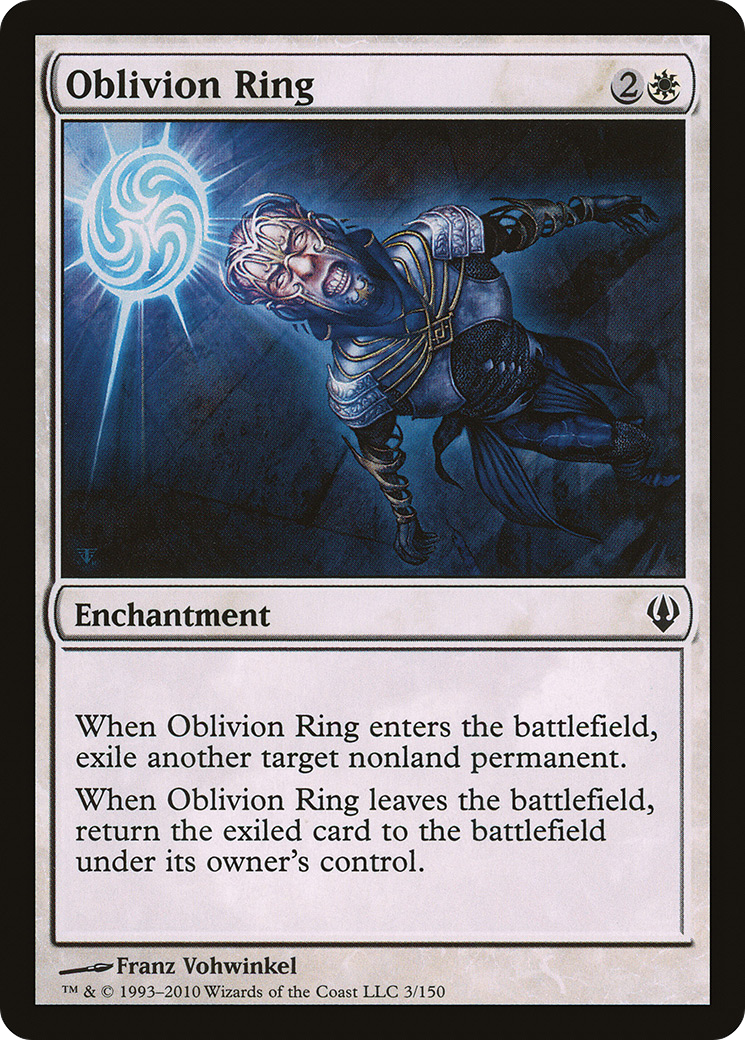 Oblivion Ring 2
Enchantment
When Oblivion Ring enters the battlefield,
exile another target nonland permanent.
When Oblivion Ring leaves the battlefield,
return the exiled card to the battlefield
under its owner's control.
Franz Vohwinkel
™ & © 1993–2010 Wizards of the Coast LLC 3/150